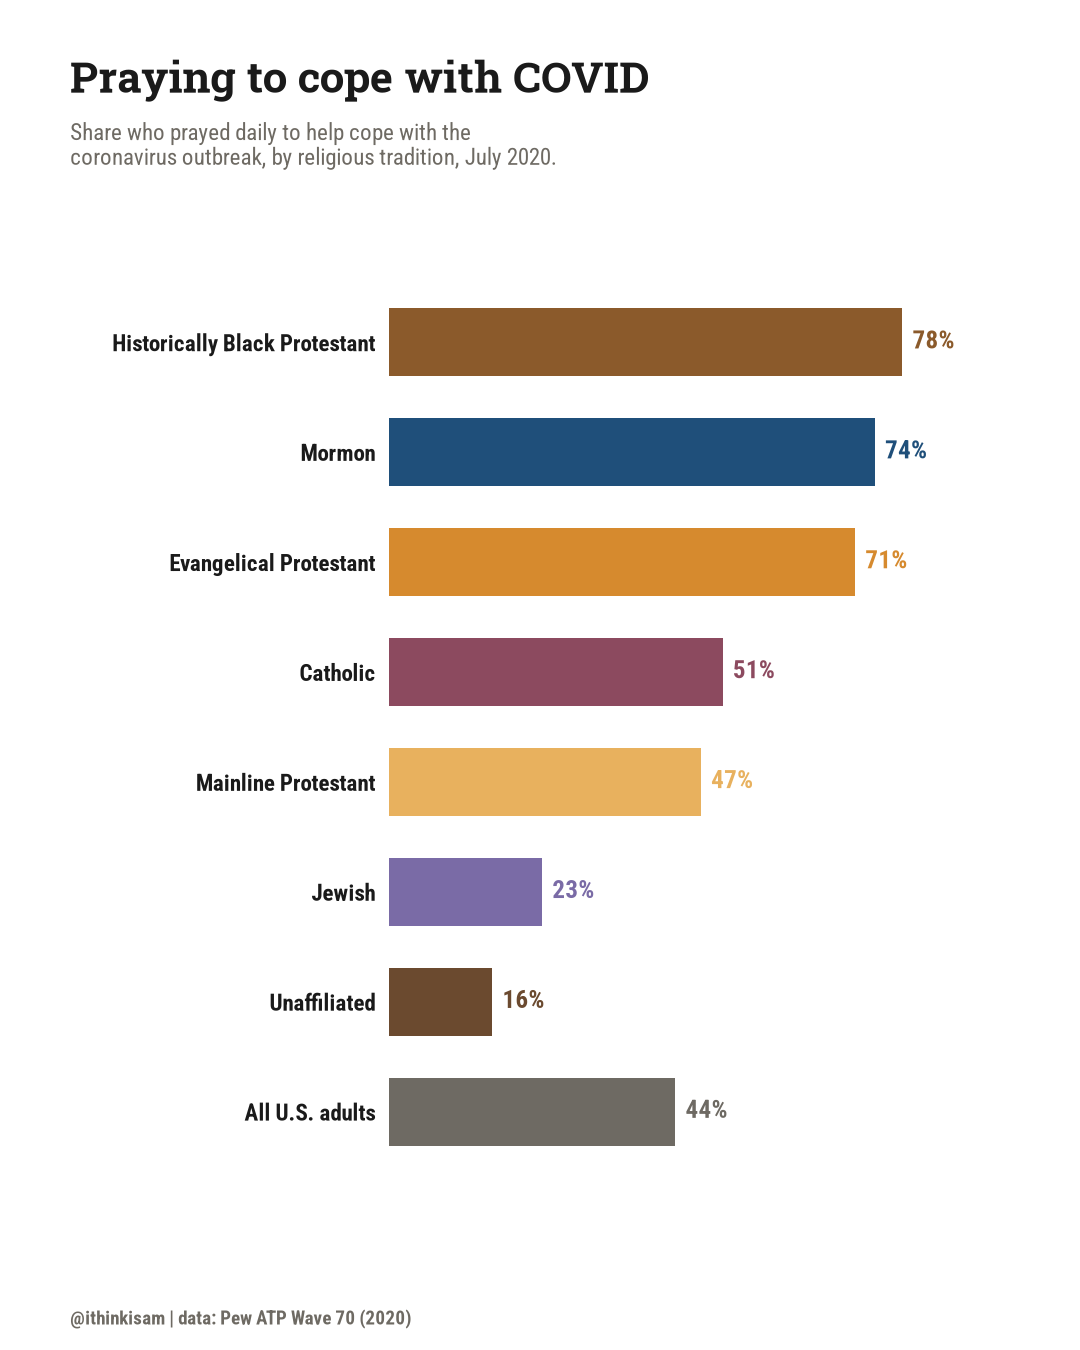 Praying to cope with COVID
Share who prayed daily to help cope with the
coronavirus outbreak, by religious tradition, July 2020.
Historically Black Protestant 78%
Mormon 74%
Evangelical Protestant 71%
Catholic 51%
Mainline Protestant 47%
Jewish 23%
Unaffiliated 16%
All U.S. adults 44%
@ithinkisam | data: Pew ATP Wave 70 (2020)